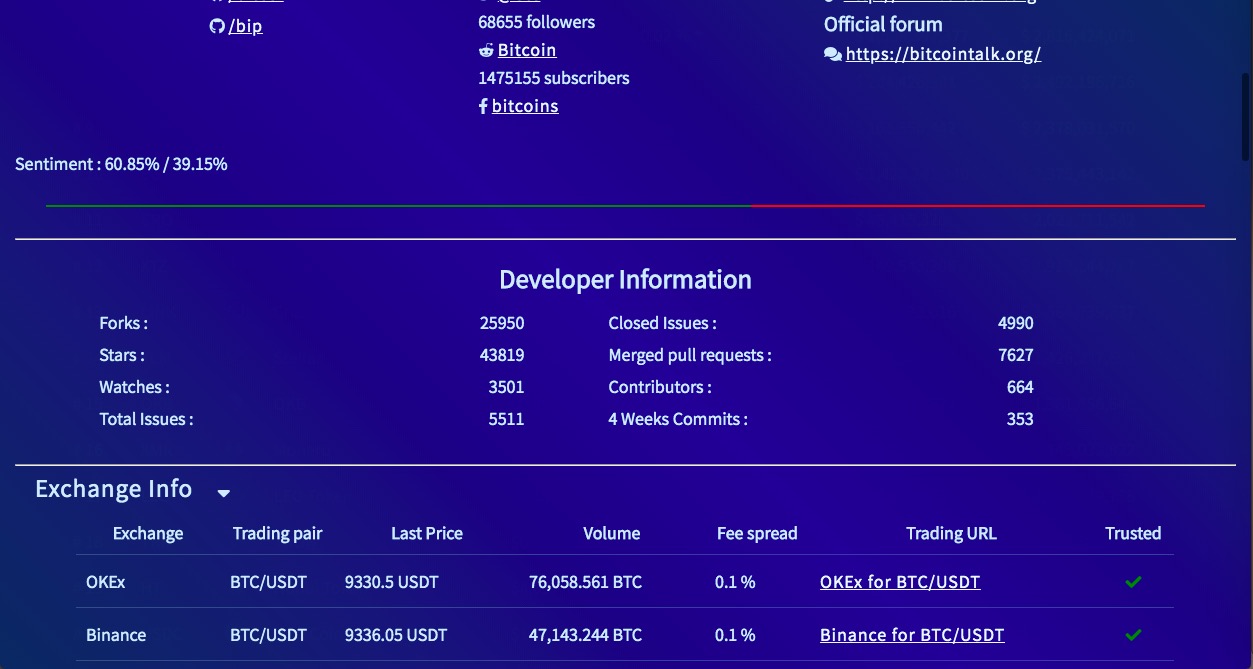 /bip
68655 followers
Bitcoin
1475155 subscribers
bitcoins
Official forum
https://bitcointalk.org/
Sentiment : 60.85% / 39.15%
Developer Information
Forks : 25950 Closed Issues : 4990
Stars : 43819 Merged pull requests : 7627
Watches : 3501 Contributors : 664
Total Issues : 5511 4 Weeks Commits : 353
Exchange Info
Exchange Trading pair Last Price Volume Fee spread Trading URL Trusted
OKEx BTC/USDT 9330.5 USDT 76,058.561 BTC 0.1 % OKEx for BTC/USDT
Binance BTC/USDT 9336.05 USDT 47,143.244 BTC 0.1 % Binance for BTC/USDT